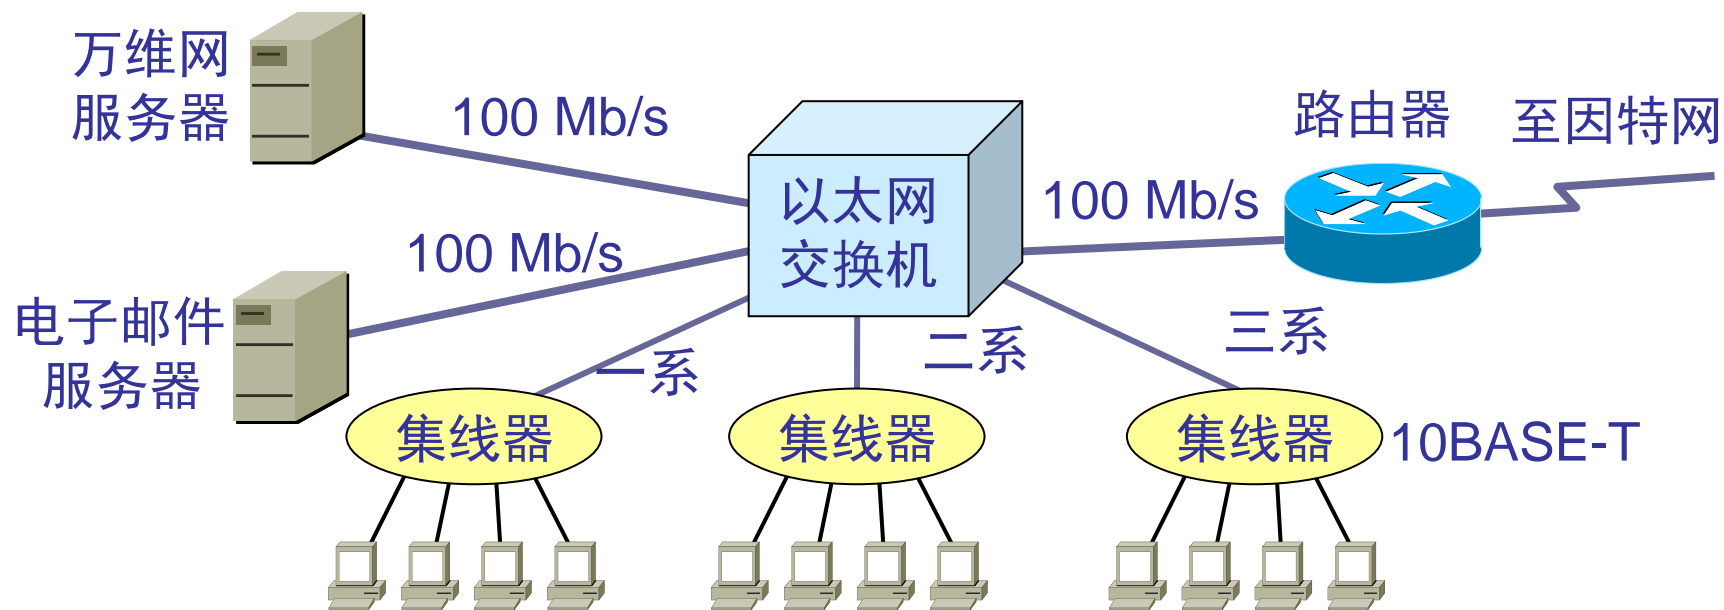 万维网
服务器
100 Mb/s
路由器
至因特网
以太网
交换机
100 Mb/s
100 Mb/s
电子邮件
服务器
一系
二系
三系
集线器
集线器
集线器
10BASE-T